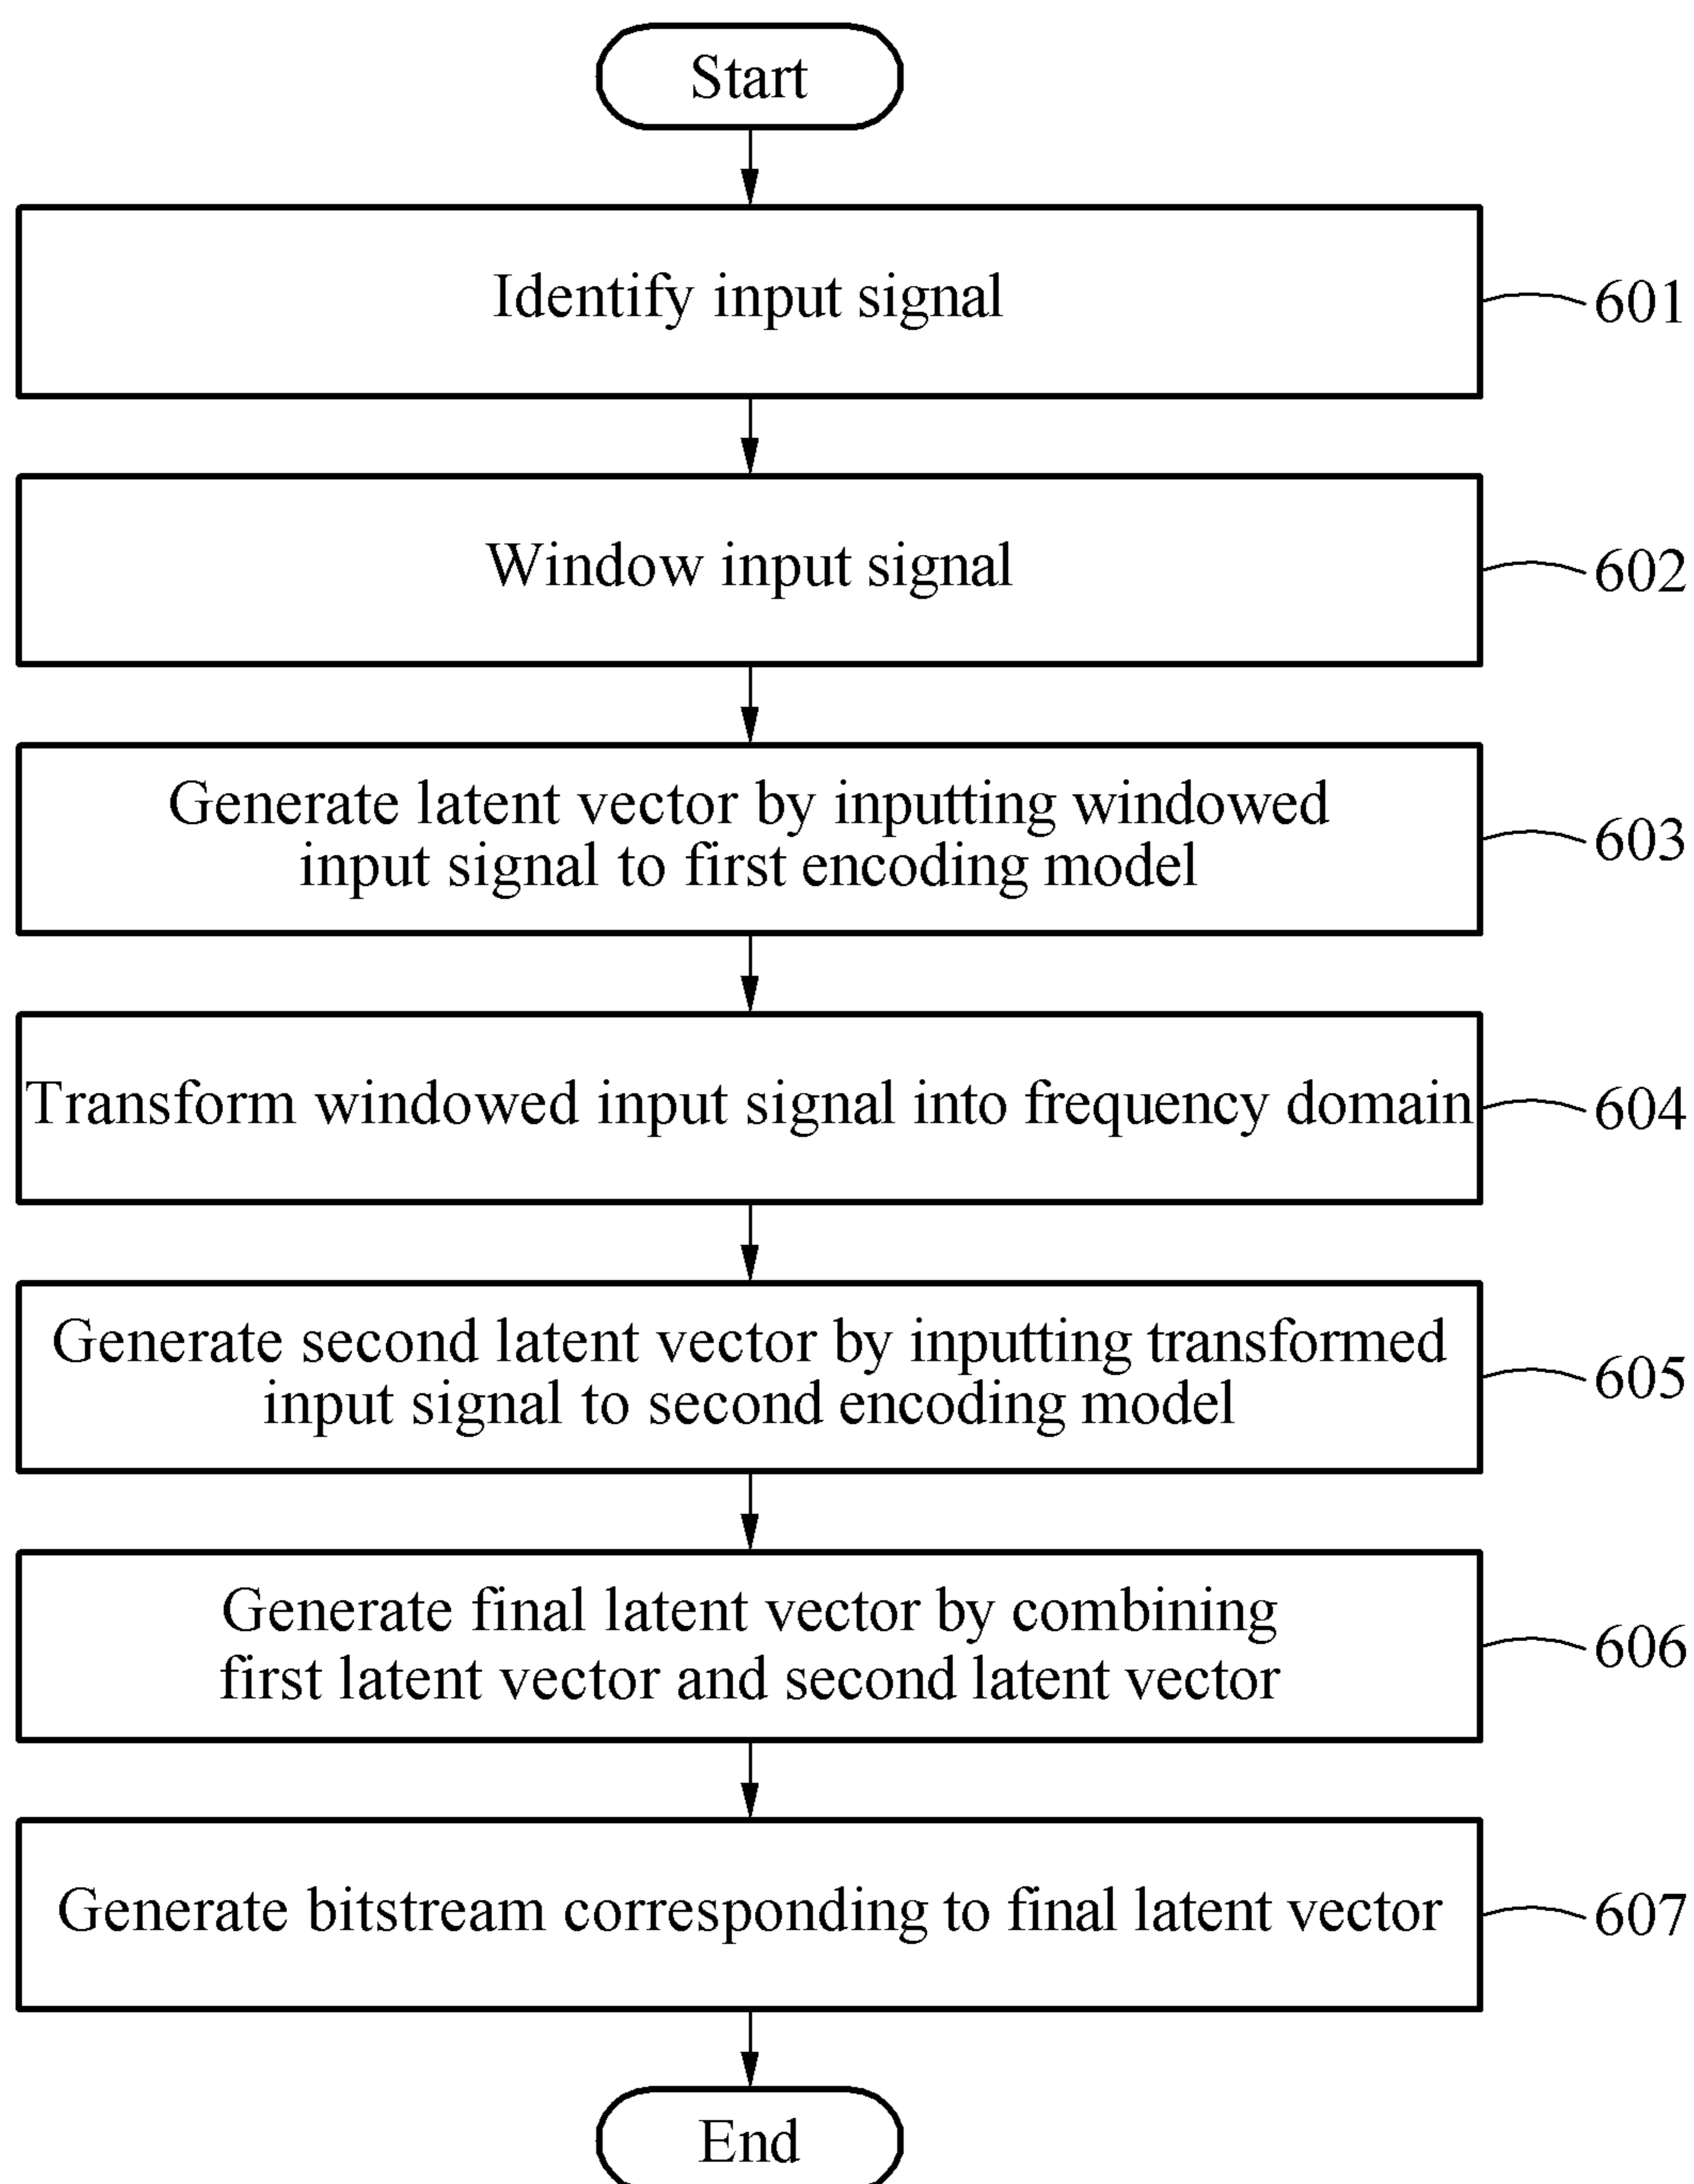 Start
Identify input signal
601
Window input signal
602
Generate latent vector by inputting windowed
input signal to first encoding model
603
Transform windowed input signal into frequency domain
604
Generate second latent vector by inputting transformed
input signal to second encoding model
605
Generate final latent vector by combining
first latent vector and second latent vector
606
Generate bitstream corresponding to final latent vector
607
End